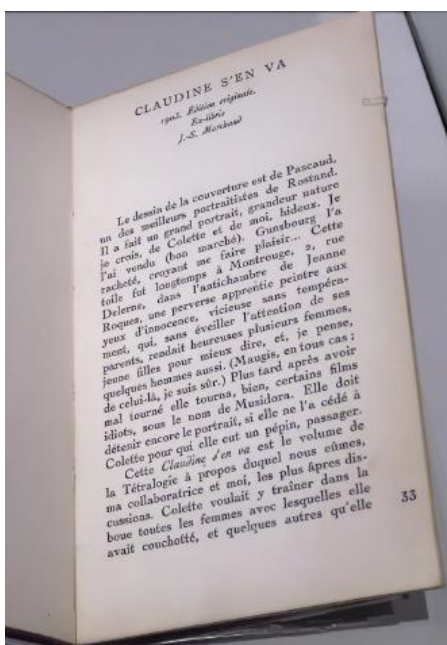 CLAUDINE S'EN VA
1903. Édition originale.
Ex-libris
J.-S. Marchand
Le dessin de la couverture est de Pascaud,
un des meilleurs portraitistes de Rostand.
Il a fait un grand portrait, grandeur nature
je crois, de Colette et de moi, hideux. Je
l'ai vendu (bon marché). Gunsbourg l'a
racheté, croyant me faire plaisir... Cette
toile fut longtemps à Montrouge, 2, rue
Delerne, dans l'antichambre de Jeanne
Roques, une perverse apprentie peintre aux
yeux d'innocence, vicieuse sans tempéra-
ment, qui, sans éveiller l'attention de ses
parents, rendait heureuses plusieurs femmes,
jeune filles pour mieux dire, et, je pense,
quelques hommes aussi. (Maugis, en tous cas ;
de celui-là, je suis sûr.) Plus tard après avoir
mal tourné elle tourna, bien, certains films
idiots, sous le nom de Musidora. Elle doit
détenir encore le portrait, si elle ne l'a cédé à
Colette pour qui elle eut un pépin, passager.
Cette Claudine s'en va est le volume de
la Tétralogie à propos duquel nous eûmes,
ma collaboratrice et moi, les plus âpres dis-
cussions. Colette voulait y traîner dans la
boue toutes les femmes avec lesquelles elle
avait couchotté, et quelques autres qu'elle
33